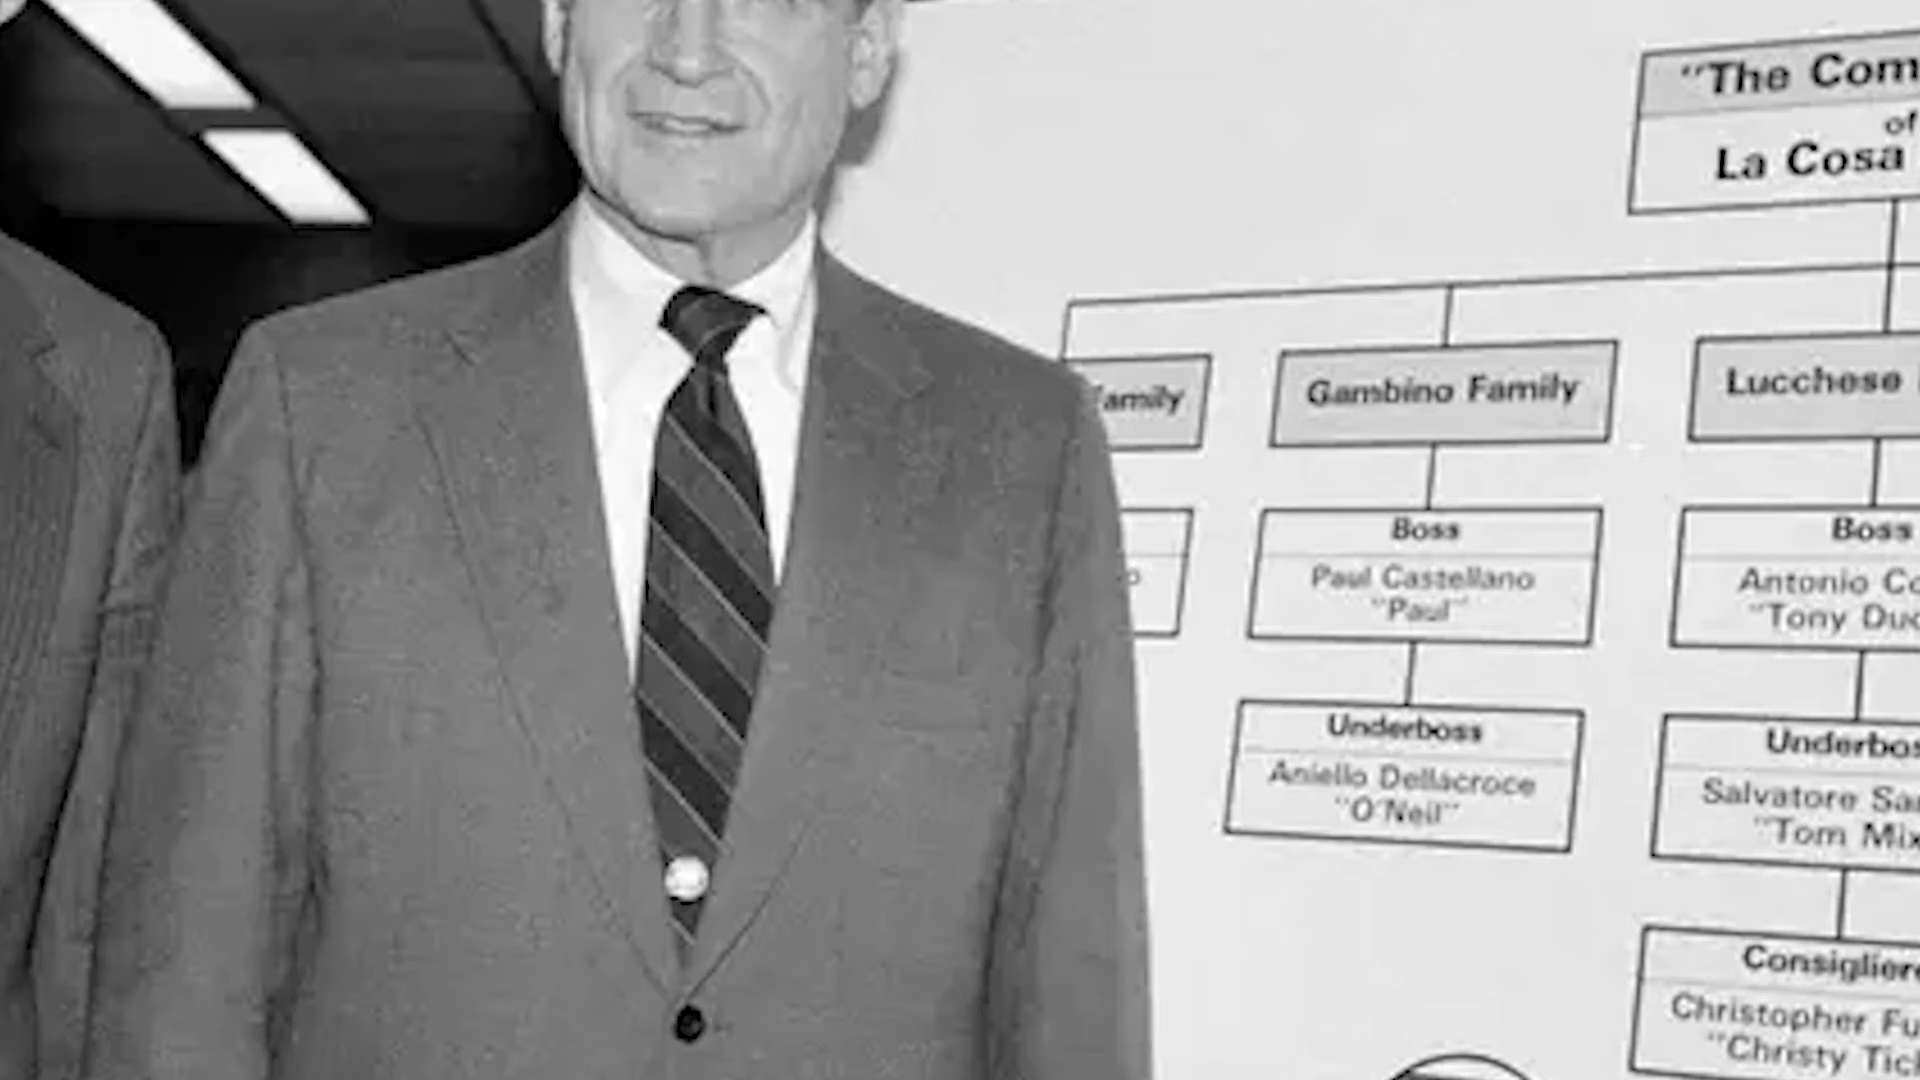 "The Com
of
La Cosa
amily
Gambino Family
Lucchese
Boss
Paul Castellano
"Paul"
Boss
Antonio Co
"Tony Duc
Underboss
Aniello Dellacroce
"O'Neil"
Underbos
Salvatore Sa
"Tom Mix
Consigliere
Christopher Fu
"Christy Tick